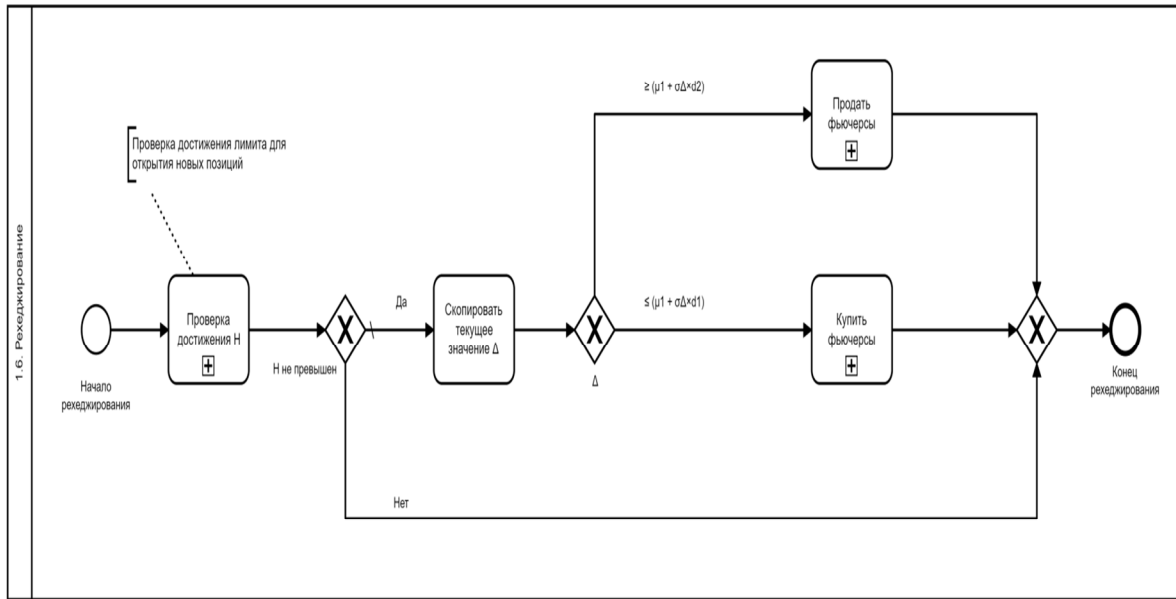 1.6. Рехеджирование
Начало
рехеджирования
Проверка достижения лимита для
открытия новых позиций
Проверка
достижения H
H не превышен
Да
Нет
Скопировать
текущее
значение Δ
Δ
≥ (μ1 + σΔ×d2)
≤ (μ1 + σΔ×d1)
Продать
фьючерсы
Купить
фьючерсы
Конец
рехеджирования